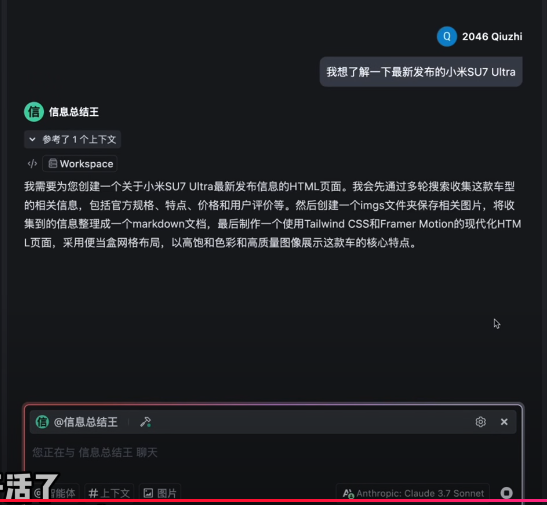 Q 2046 Qiuzhi
我想了解一下最新发布的小米SU7 Ultra
信 信息总结王
参考了 1 个上下文
</> Workspace
我需要为您创建一个关于小米SU7 Ultra最新发布信息的HTML页面。我会先通过多轮搜索收集这款车型
的相关信息，包括官方规格、特点、价格和用户评价等。然后创建一个imgs文件夹保存相关图片，将收
集到的信息整理成一个markdown文档，最后制作一个使用Tailwind CSS和Framer Motion的现代化HTM
L页面，采用便当盒网格布局，以高饱和色彩和高质量图像展示这款车的核心特点。
信 @信息总结王
您正在与 信息总结王 聊天
活了
@ 智能体 # 上下文 图片 Anthropic: Claude 3.7 Sonnet